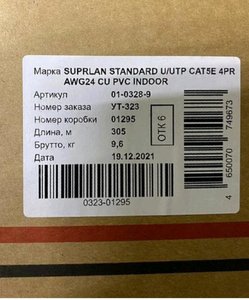 Марка SUPRLAN STANDARD U/UTP CAT5E 4PR
AWG24 CU PVC INDOOR
Артикул 01-0328-9
Номер заказа УТ-323
Номер коробки 01295
Длина, м 305
Брутто, кг 9,6
Дата 19.12.2021
ОТК 6
0323-01295
4 650070 749673